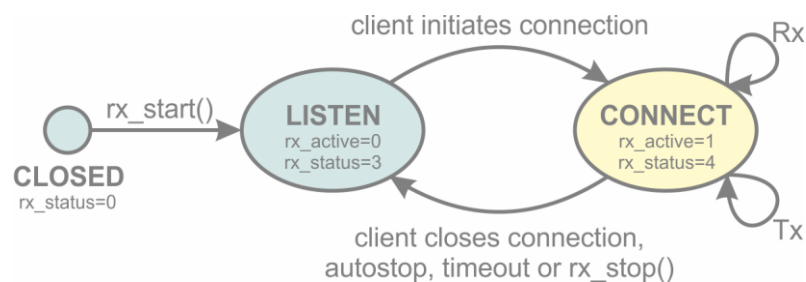 client initiates connection
Rx
rx_start()
LISTEN
rx_active=0
rx_status=3
CONNECT
rx_active=1
rx_status=4
CLOSED
rx_status=0
Tx
client closes connection,
autostop, timeout or rx_stop()